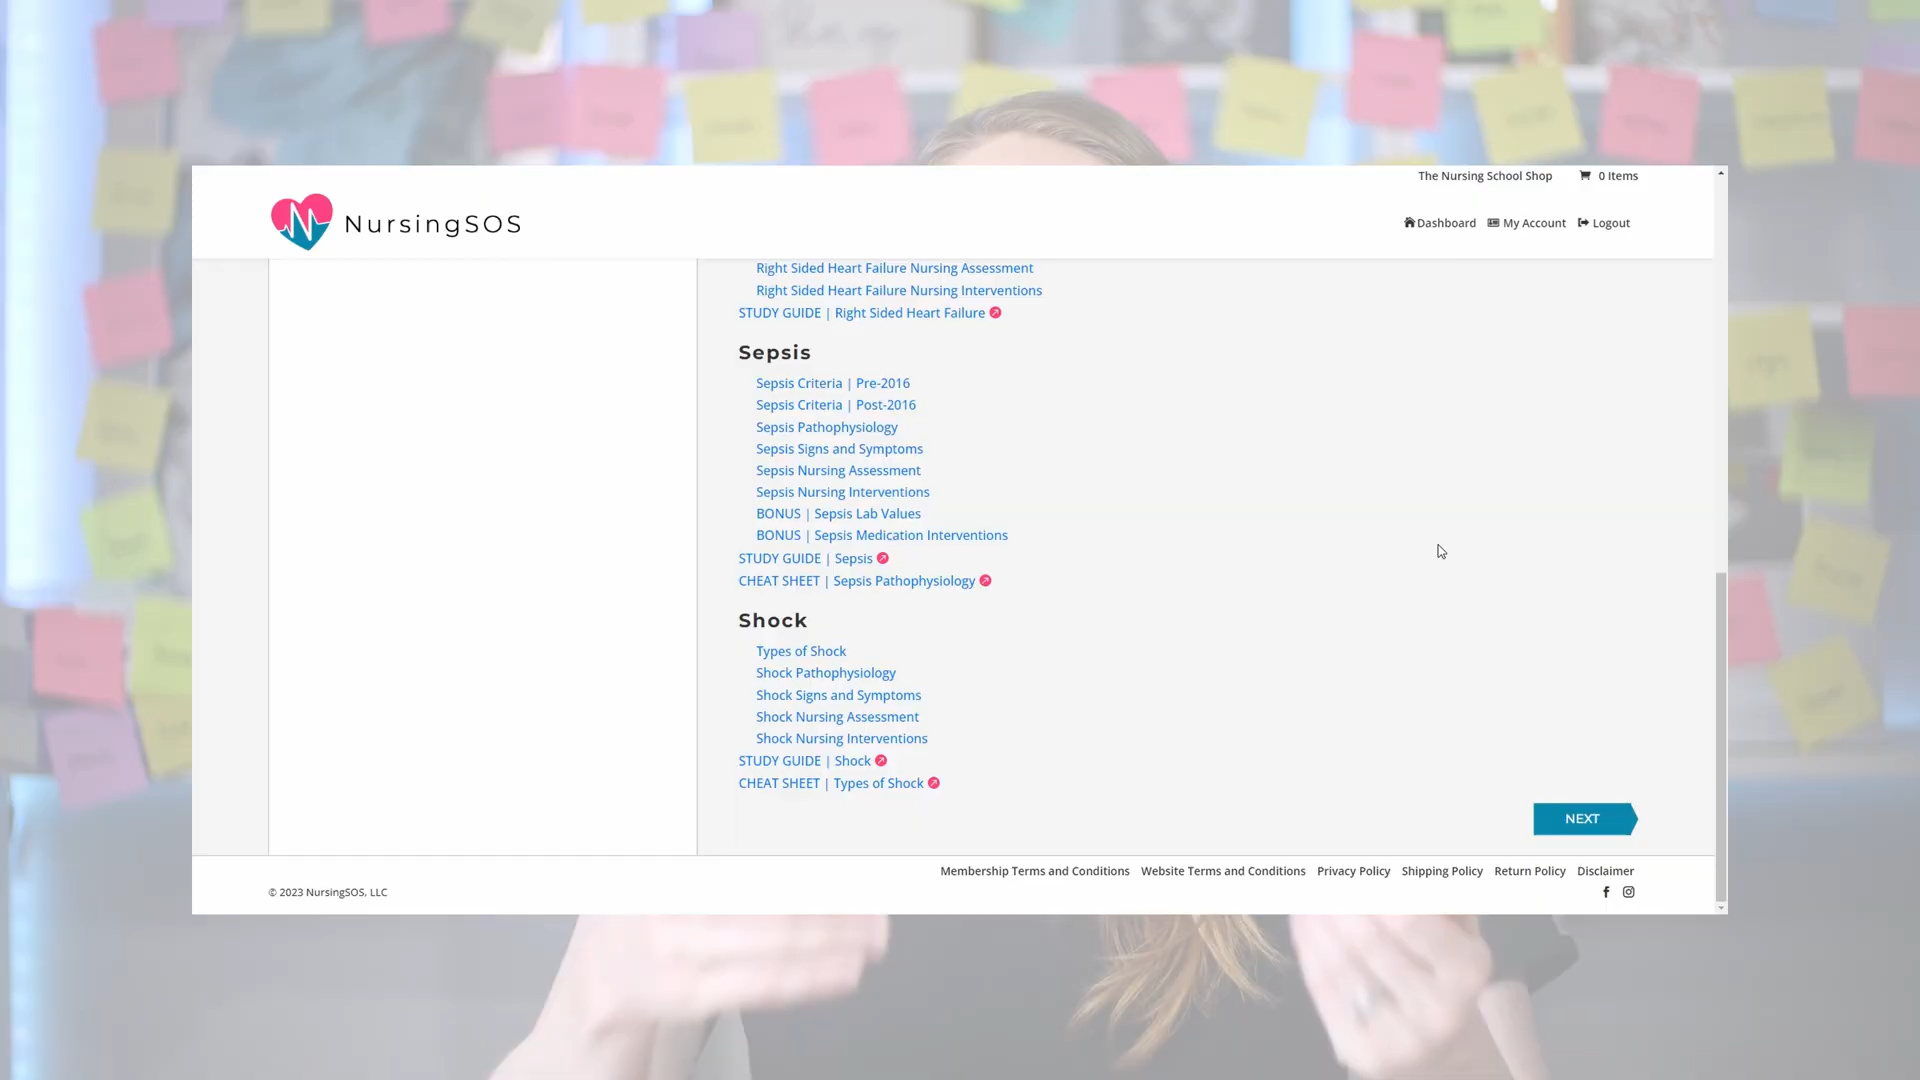 The Nursing School Shop 0 Items
NursingSOS
Dashboard My Account Logout
Right Sided Heart Failure Nursing Assessment
Right Sided Heart Failure Nursing Interventions
STUDY GUIDE | Right Sided Heart Failure
Sepsis
Sepsis Criteria | Pre-2016
Sepsis Criteria | Post-2016
Sepsis Pathophysiology
Sepsis Signs and Symptoms
Sepsis Nursing Assessment
Sepsis Nursing Interventions
BONUS | Sepsis Lab Values
BONUS | Sepsis Medication Interventions
STUDY GUIDE | Sepsis
CHEAT SHEET | Sepsis Pathophysiology
Shock
Types of Shock
Shock Pathophysiology
Shock Signs and Symptoms
Shock Nursing Assessment
Shock Nursing Interventions
STUDY GUIDE | Shock
CHEAT SHEET | Types of Shock
NEXT
Membership Terms and Conditions Website Terms and Conditions Privacy Policy Shipping Policy Return Policy Disclaimer
© 2023 NursingSOS, LLC